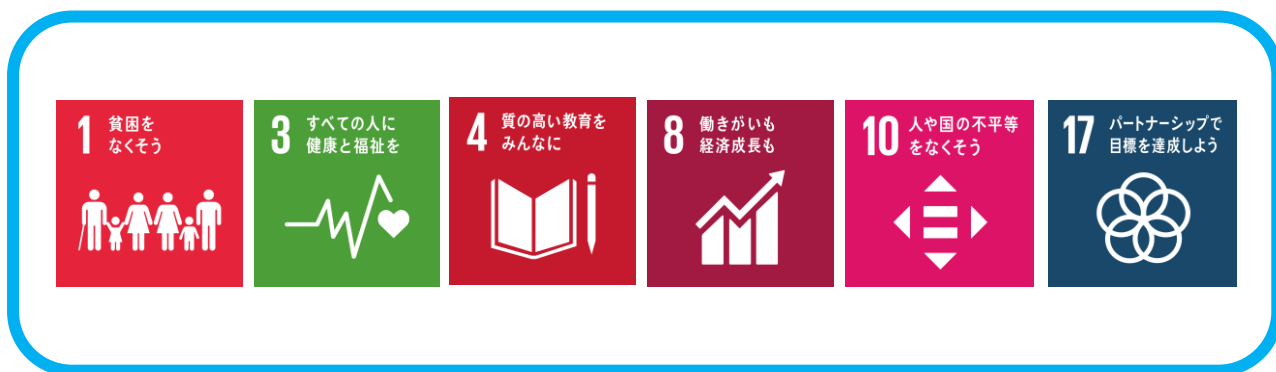 1 貧困を
なくそう
3 すべての人に
健康と福祉を
4 質の高い教育を
みんなに
8 働きがいも
経済成長も
10 人や国の不平等
をなくそう
17 パートナーシップで
目標を達成しよう